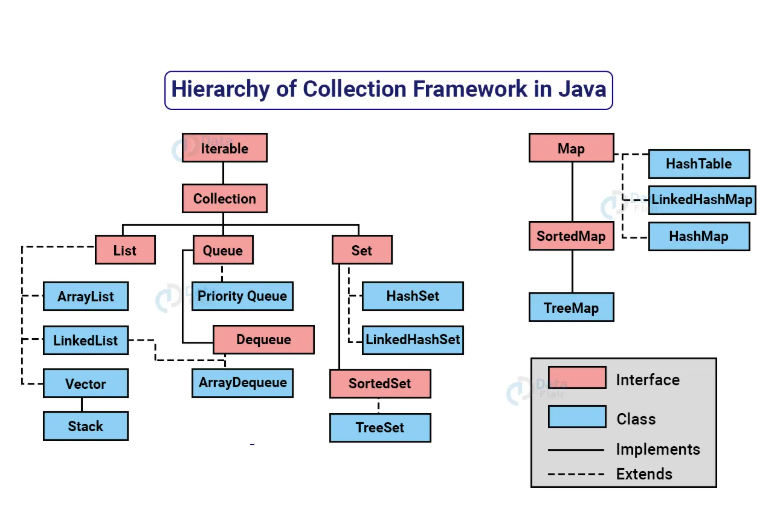 Hierarchy of Collection Framework in Java
Iterable
Collection
List
Queue
Set
ArrayList
Priority Queue
HashSet
LinkedList
Dequeue
LinkedHashSet
Vector
ArrayDequeue
SortedSet
Stack
TreeSet
Map
HashTable
LinkedHashMap
SortedMap
HashMap
TreeMap
Interface
Class
Implements
Extends